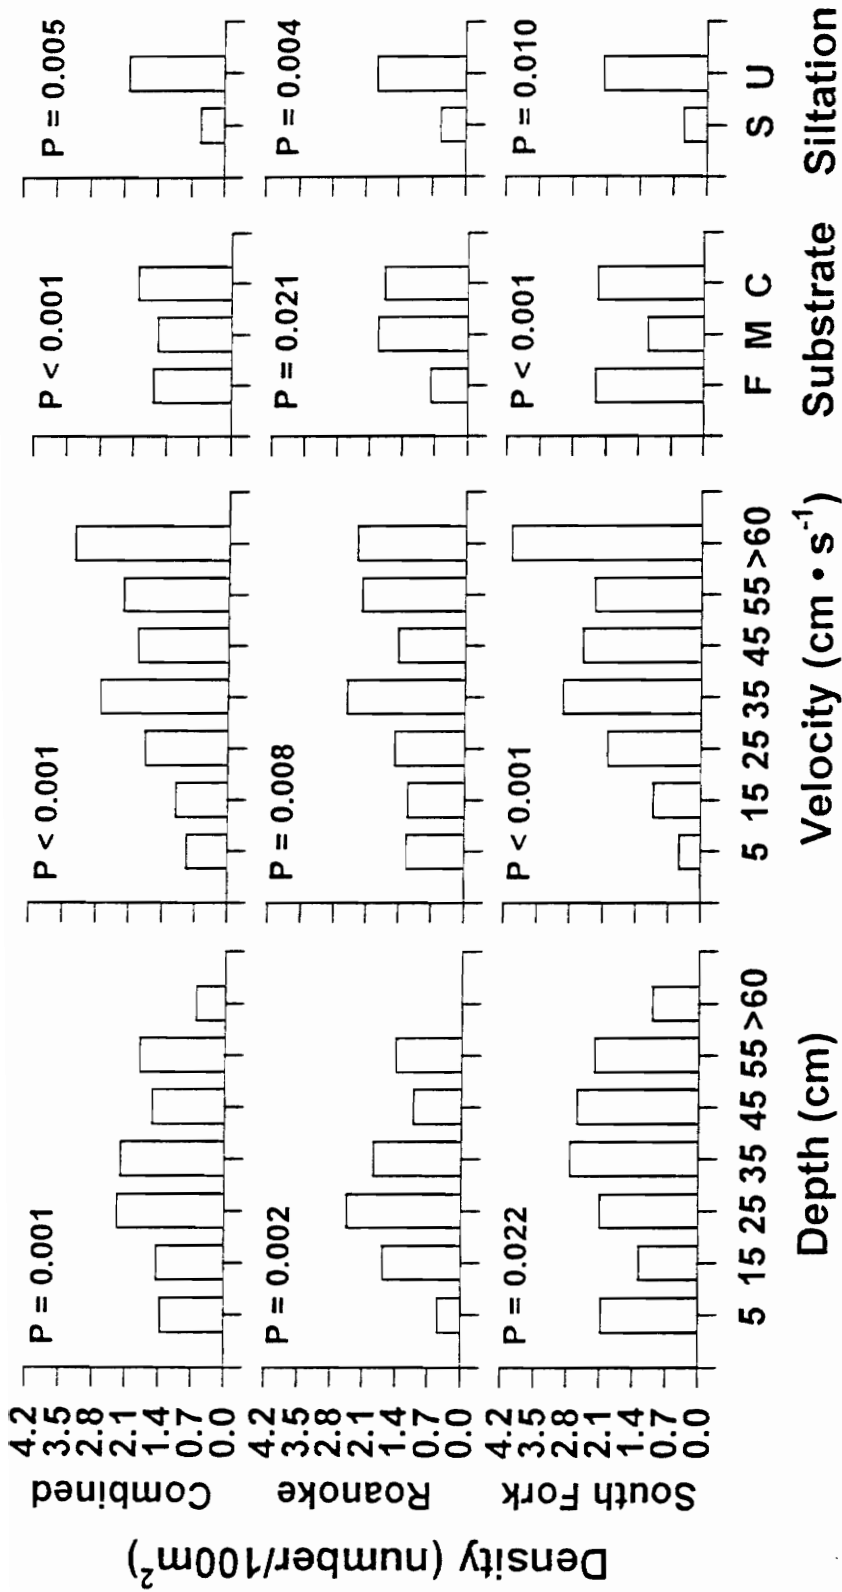 Density (number/100m²)
Combined
4.2
3.5
2.8
2.1
1.4
0.7
0.0
P = 0.001
P < 0.001
P < 0.001
P = 0.005
Roanoke
4.2
3.5
2.8
2.1
1.4
0.7
0.0
P = 0.002
P = 0.008
P = 0.021
P = 0.004
South Fork
4.2
3.5
2.8
2.1
1.4
0.7
0.0
P = 0.022
P < 0.001
P < 0.001
P = 0.010
5 15 25 35 45 55 >60
5 15 25 35 45 55 >60
F M C
S U
Depth (cm)
Velocity (cm • s⁻¹)
Substrate
Siltation